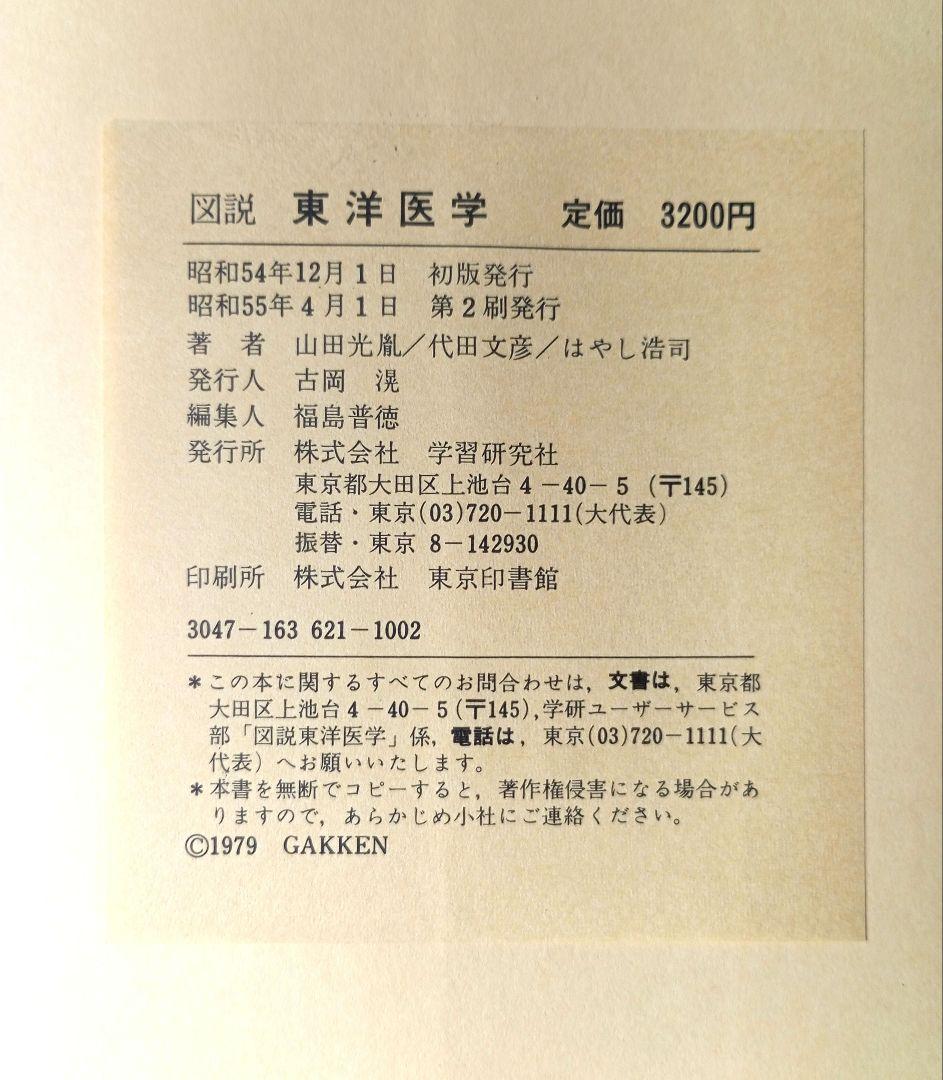 図説 東洋医学 定価 3200円
昭和54年12月1日 初版発行
昭和55年4月1日 第2刷発行
著 者 山田光胤／代田文彦／はやし浩司
発行人 古岡 滉
編集人 福島普徳
発行所 株式会社 学習研究社
東京都大田区上池台4-40-5 (〒145)
電話・東京(03)720-1111(大代表)
振替・東京 8-142930
印刷所 株式会社 東京印書館
3047-163 621-1002
*この本に関するすべてのお問合わせは，文書は，東京都
大田区上池台4-40-5(〒145),学研ユーザーサービス
部「図説東洋医学」係，電話は，東京(03)720-1111(大
代表) へお願いいたします。
*本書を無断でコピーすると，著作権侵害になる場合があ
りますので，あらかじめ小社にご連絡ください。
©1979 GAKKEN